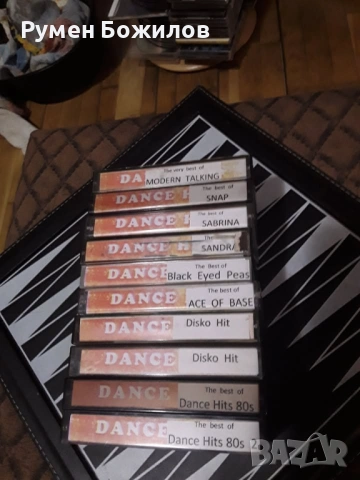 Румен Божилов
The very best of
DA MODERN TALKING
The best of
DANCE H SNAP
The best of
DANCE SABRINA
The best of
DANCE H SANDRA
The Best of
DANCE Black Eyed Peas
The best of
DANCE ACE OF BASE
DANCE Disko Hit
DANCE Disko Hit
The best of
DANCE Dance Hits 80s
The best of
DANCE Dance Hits 80s 2
BAZAR